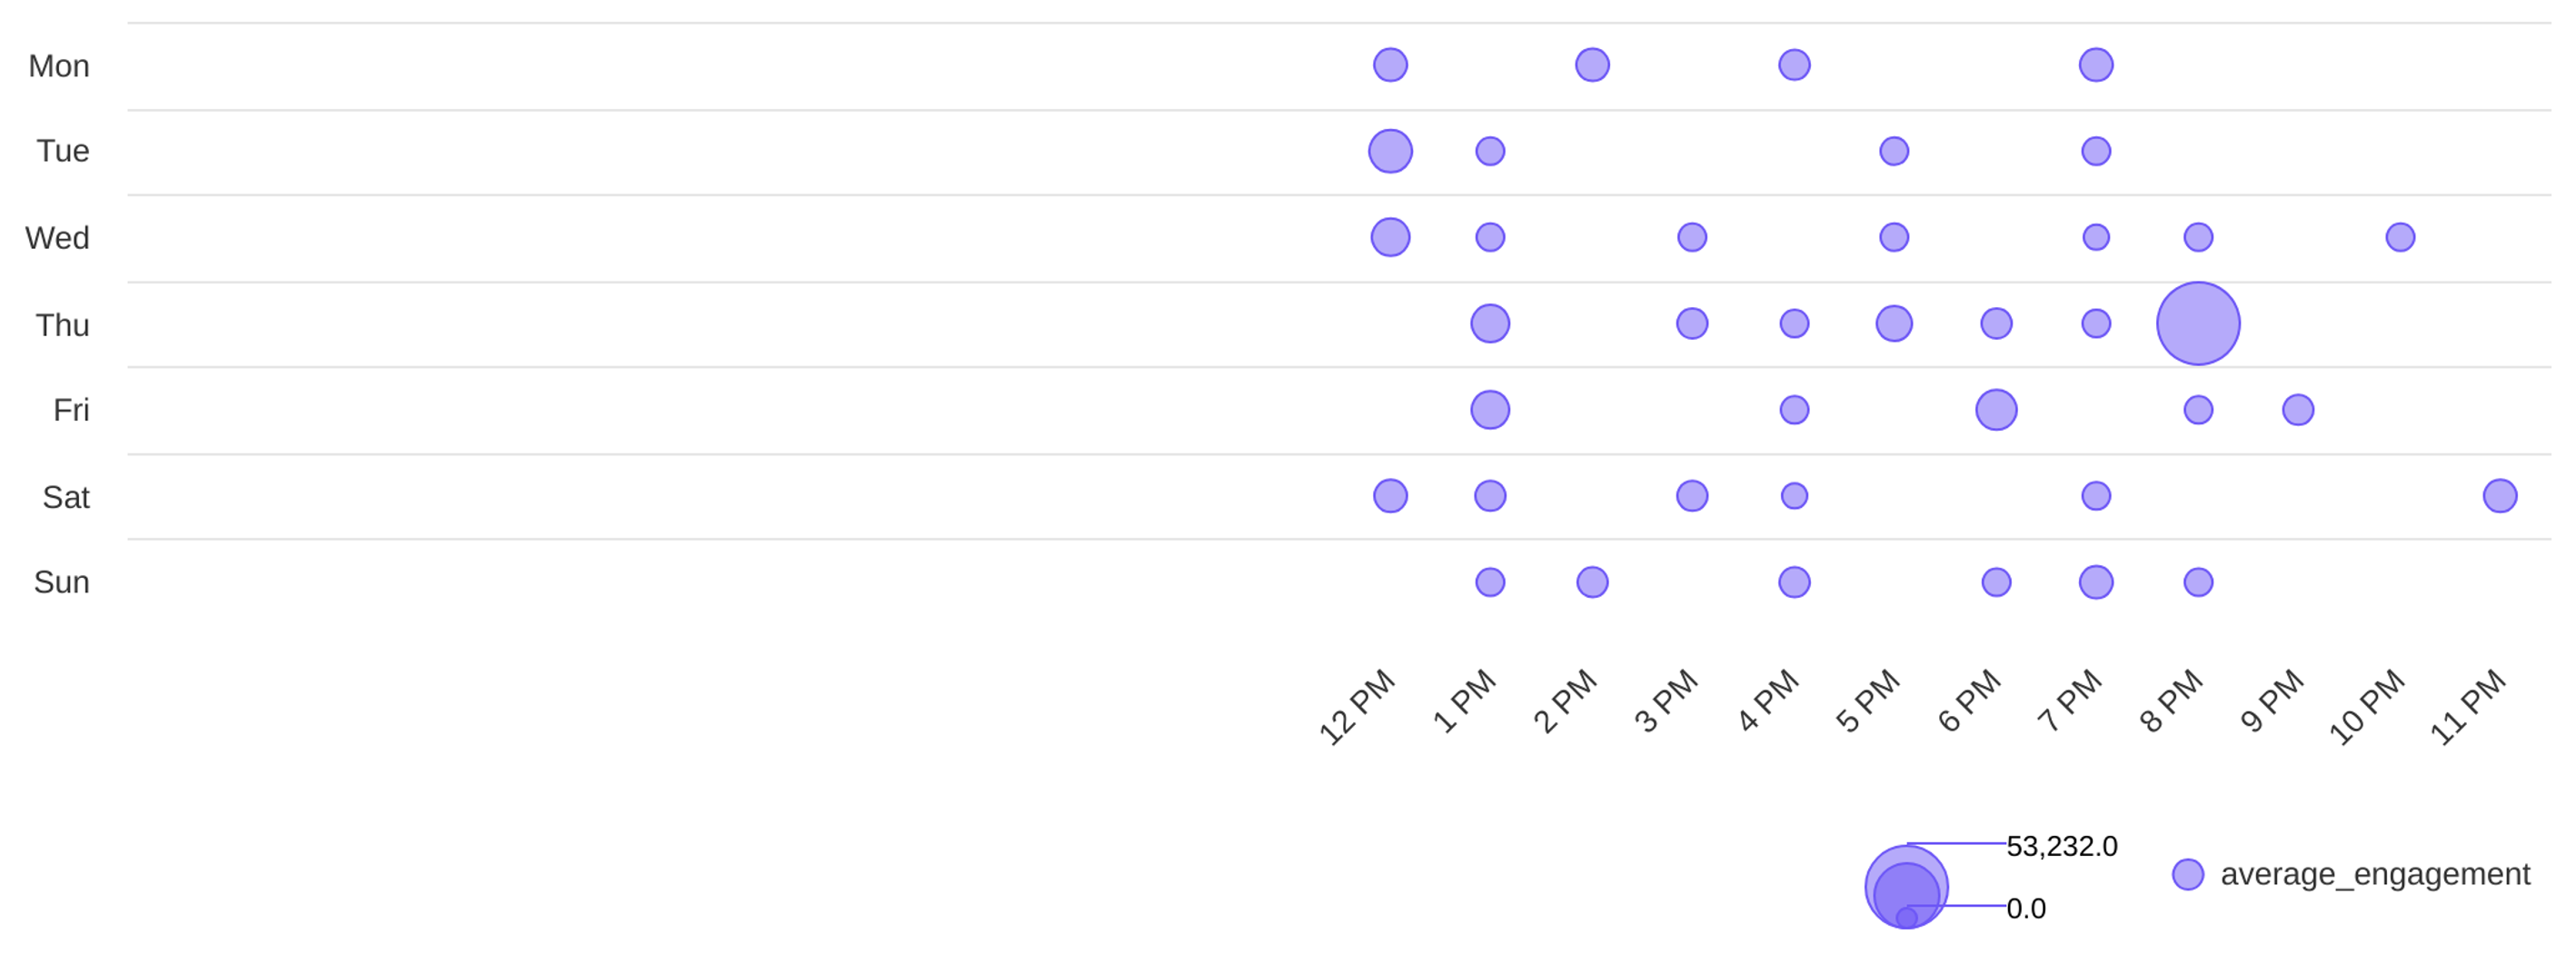 Mon
Tue
Wed
Thu
Fri
Sat
Sun
12 PM
1 PM
2 PM
3 PM
4 PM
5 PM
6 PM
7 PM
8 PM
9 PM
10 PM
11 PM
53,232.0
0.0
average_engagement